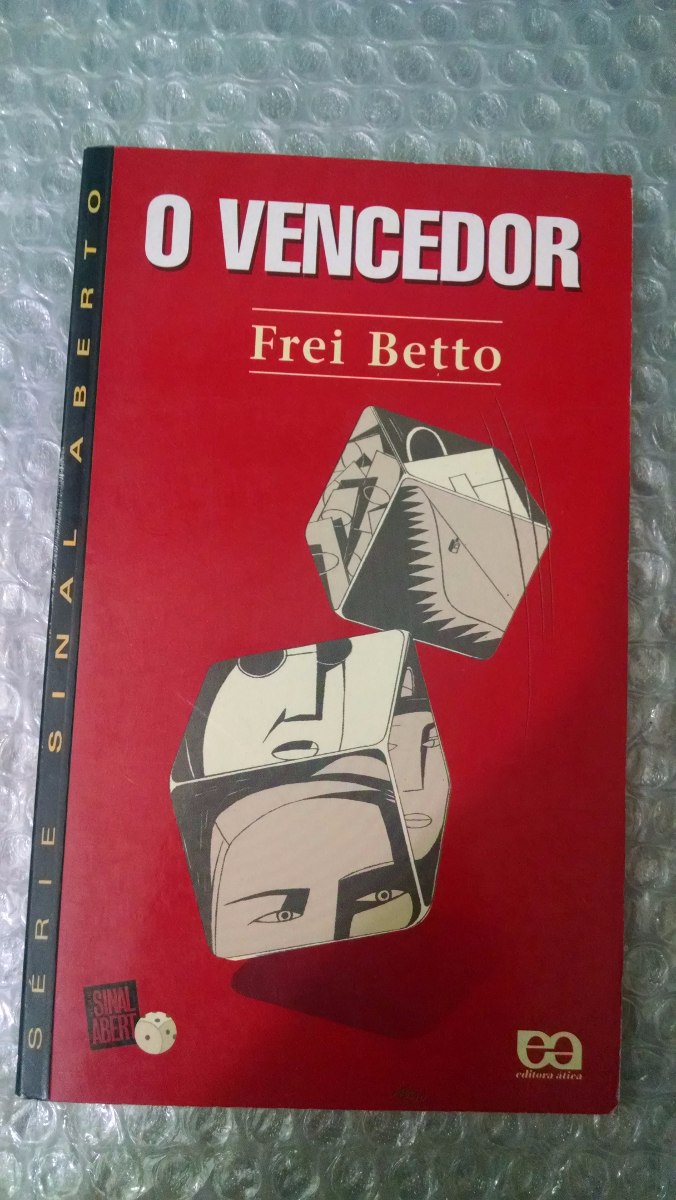 O VENCEDOR
Frei Betto
SÉRIE SINAL ABERTO
SINAL
ABERT
editora ática